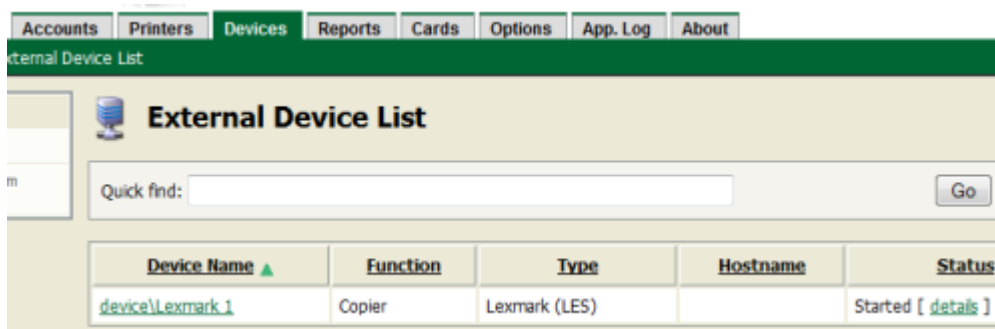 Accounts Printers Devices Reports Cards Options App. Log About
External Device List
External Device List
m
Quick find: Go
Device Name Function Type Hostname Status
device\Lexmark 1 Copier Lexmark (LES) Started [ details ]